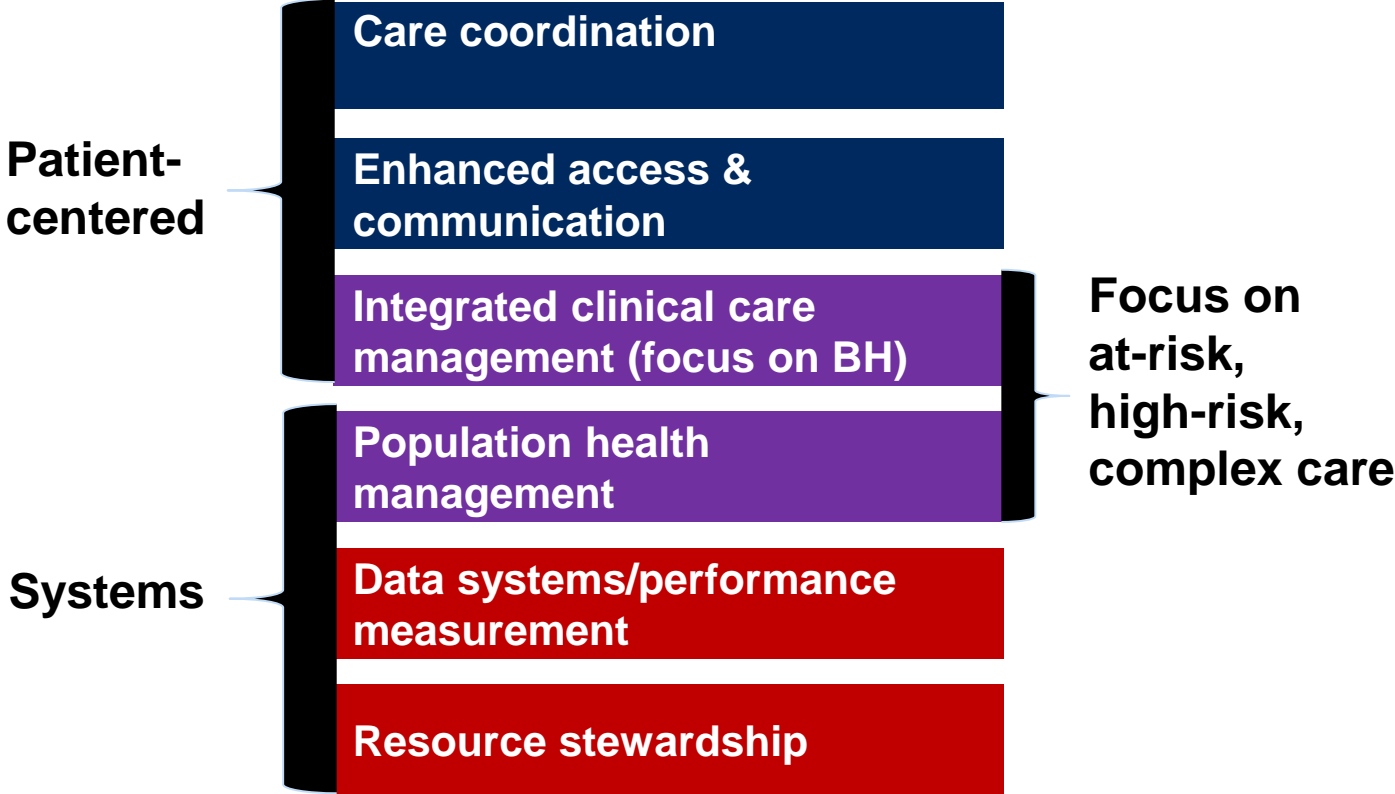 Care coordination
Patient-
centered
Enhanced access &
communication
Integrated clinical care
management (focus on BH)
Focus on
at-risk,
high-risk,
complex care
Population health
management
Systems
Data systems/performance
measurement
Resource stewardship